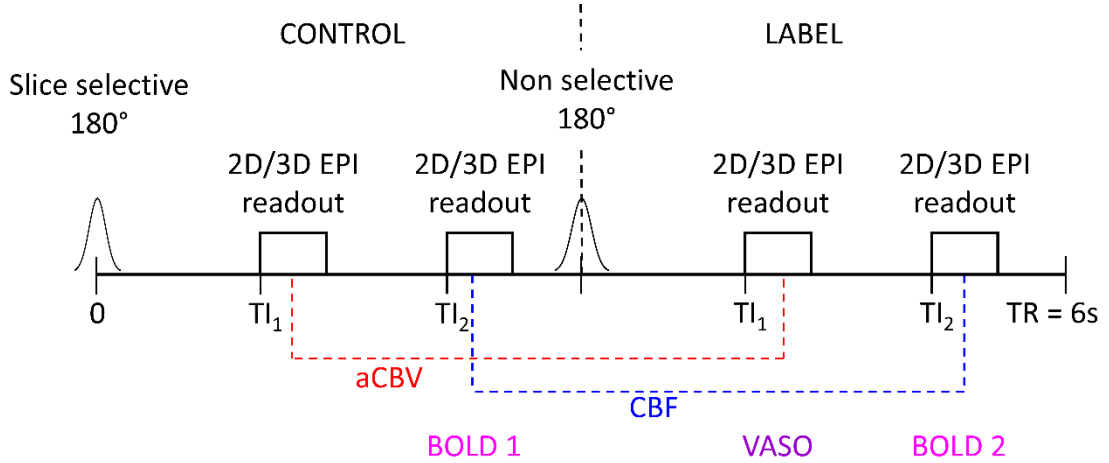 CONTROL
LABEL
Slice selective
180°
Non selective
180°
2D/3D EPI
readout
2D/3D EPI
readout
2D/3D EPI
readout
2D/3D EPI
readout
0
TI₁
TI₂
TI₁
TI₂
TR = 6s
aCBV
CBF
BOLD 1
VASO
BOLD 2